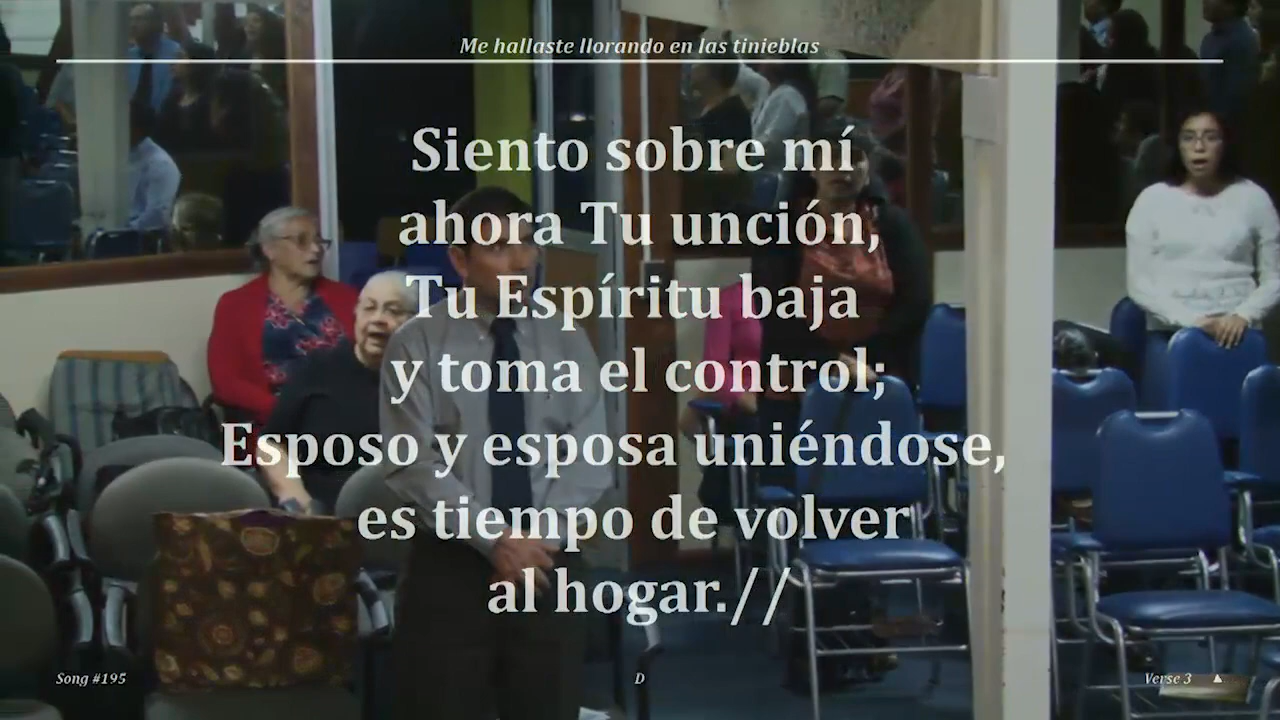 Me hallaste llorando en las tinieblas
Siento sobre mí
ahora Tu unción,
Tu Espíritu baja
y toma el control;
Esposo y esposa uniéndose,
es tiempo de volver
al hogar.//
Song #195
D
Verse 3 ▲